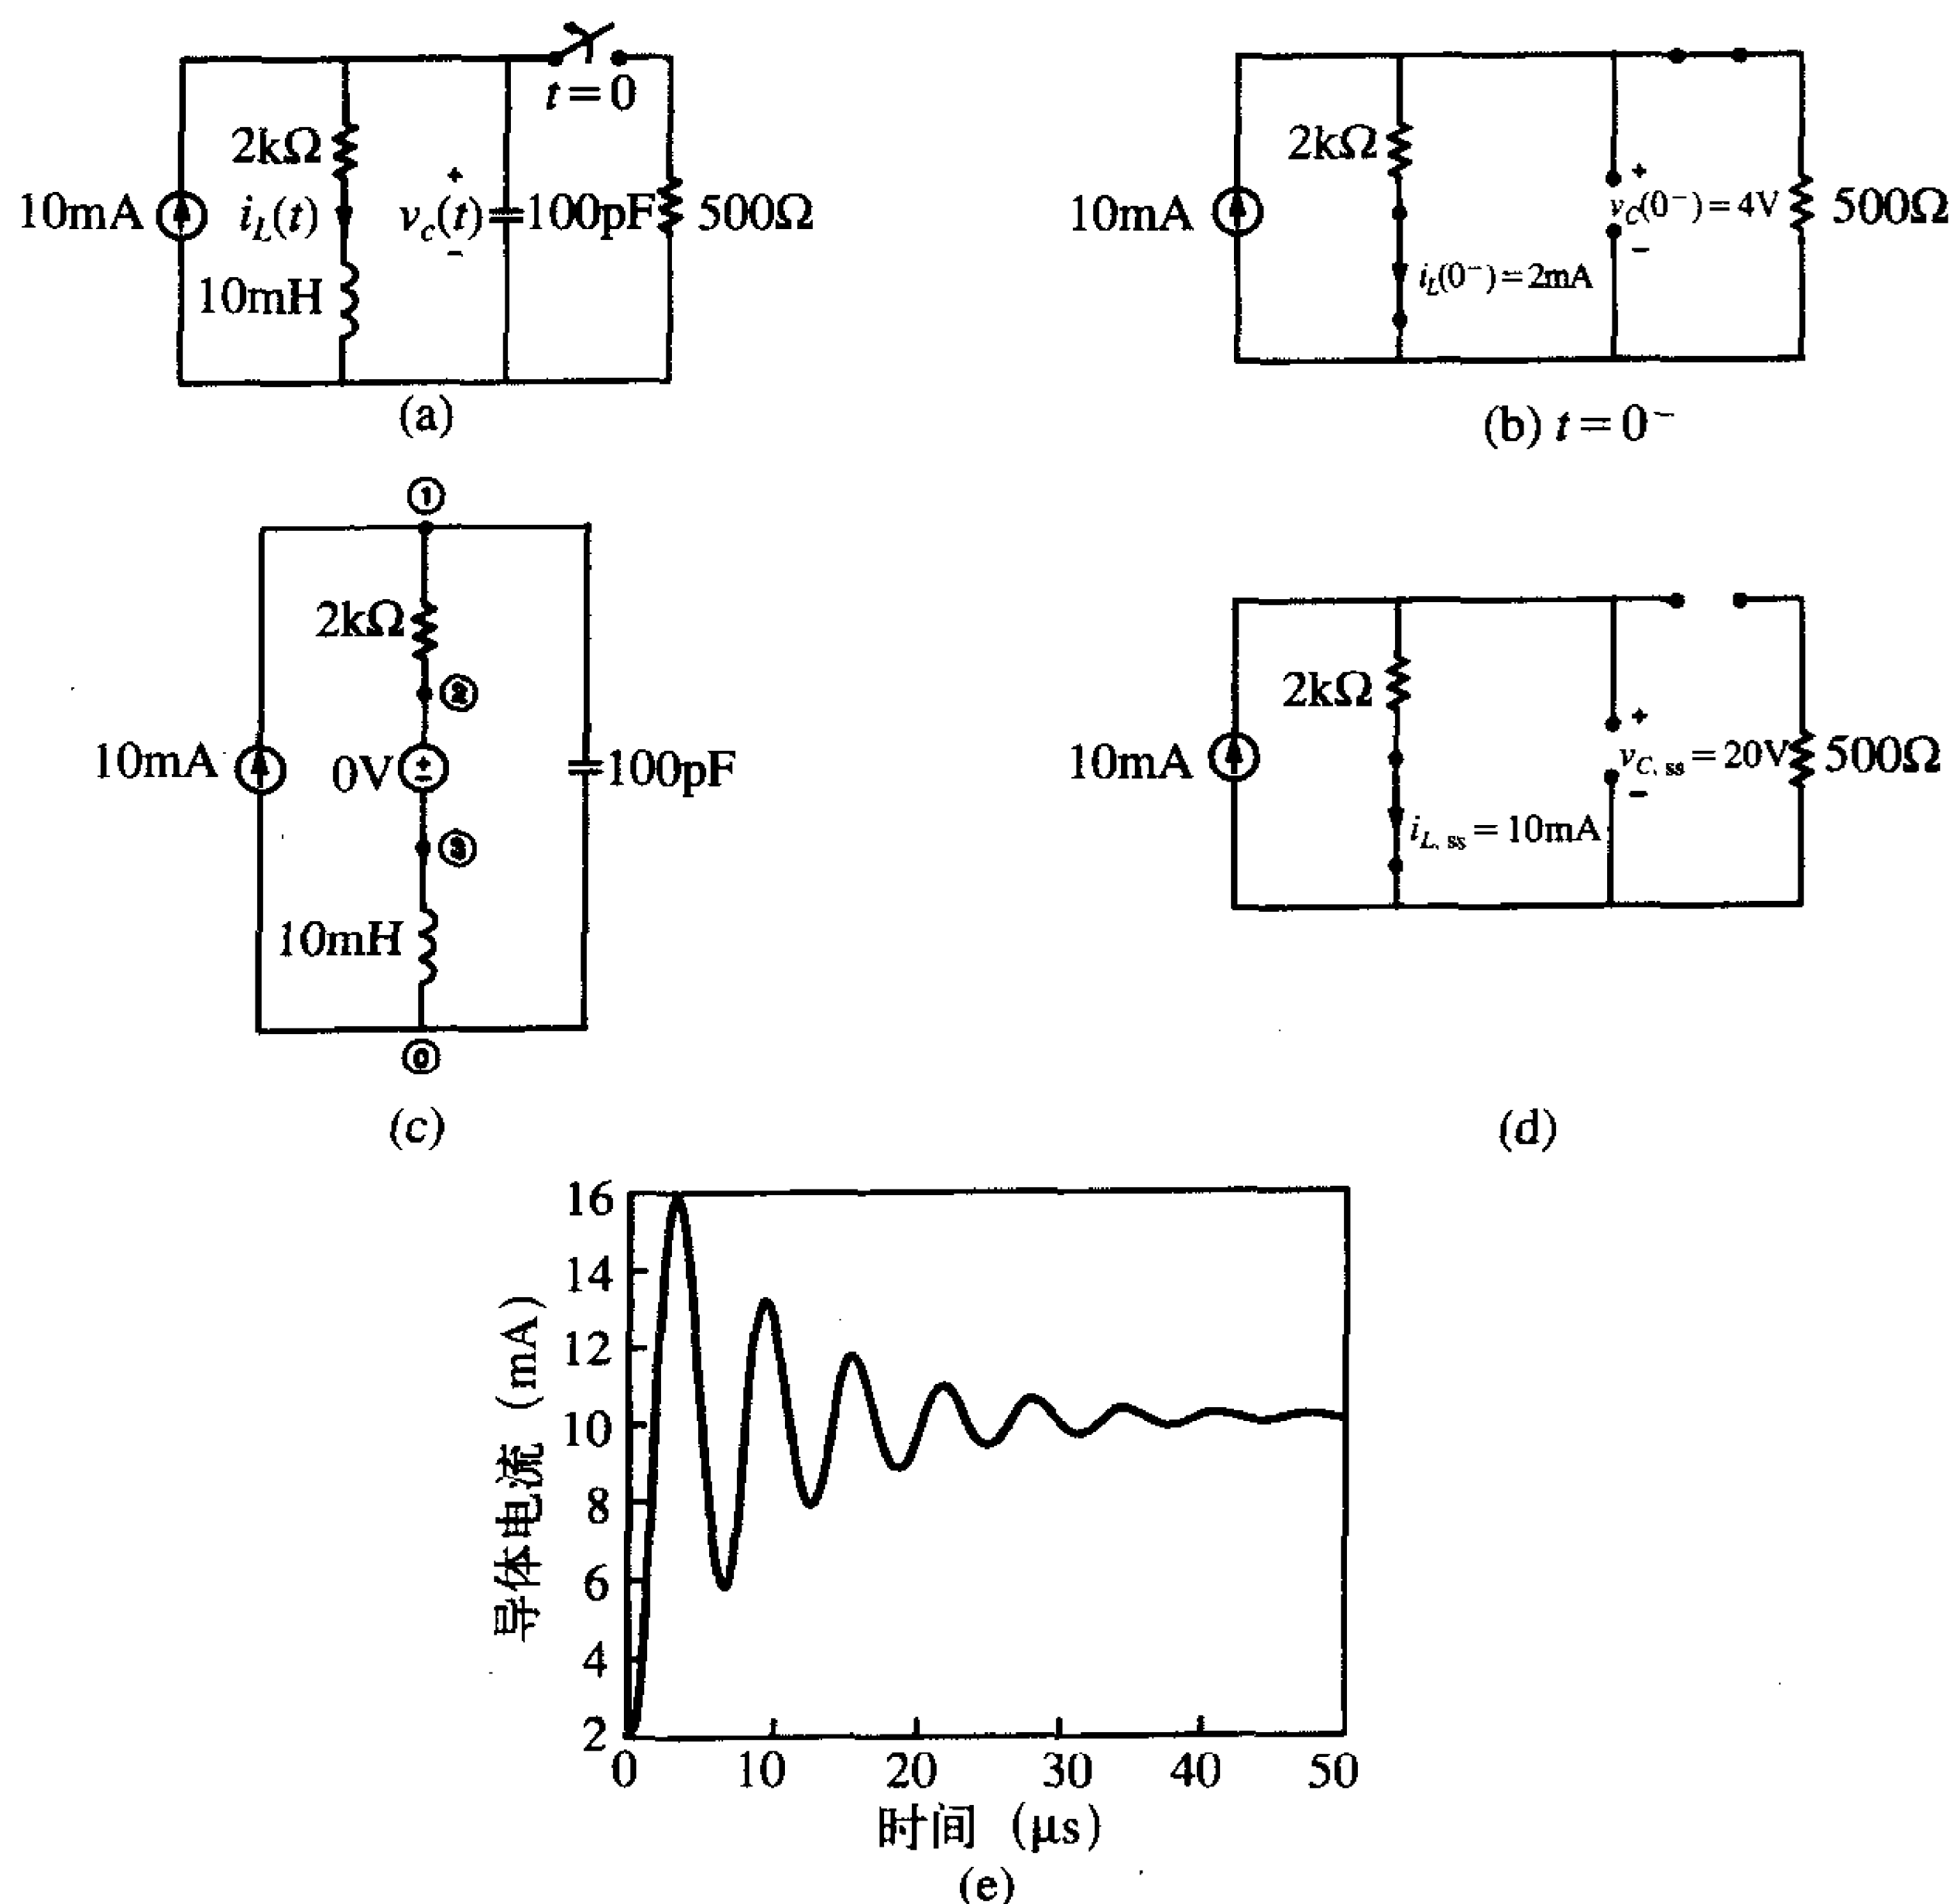 t=0
2kΩ
10mA
i_L(t)
+
v_c(t)
−
100pF
500Ω
10mH
(a)
2kΩ
10mA
+
v_C(0⁻)=4V
−
500Ω
i_L(0⁻)=2mA
(b) t=0⁻
①
2kΩ
②
10mA
0V
+
−
100pF
③
10mH
⓪
(c)
2kΩ
10mA
+
v_C, ss=20V
−
500Ω
i_L, ss=10mA
(d)
16
14
12
10
8
6
4
2
导体电流 (mA)
0 10 20 30 40 50
时间 (μs)
(e)